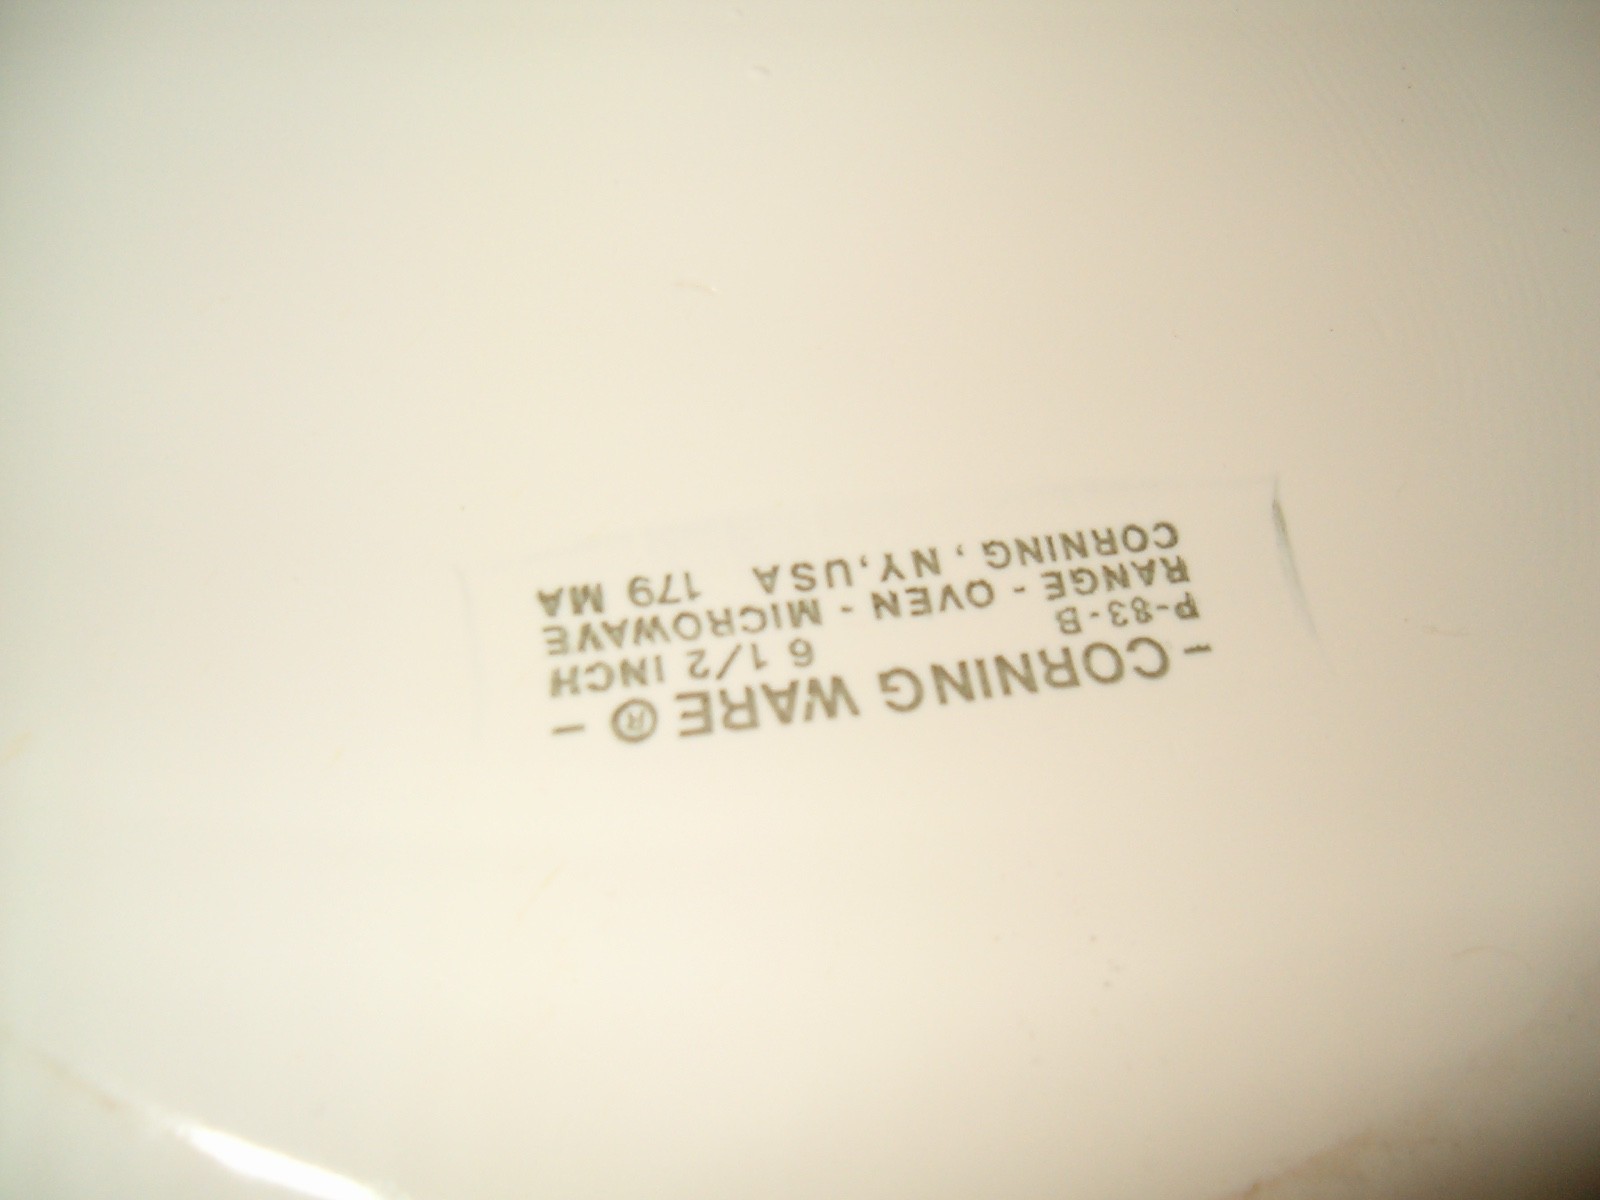 - CORNING WARE ® -
P-83-B 6 1/2 INCH
RANGE - OVEN - MICROWAVE
CORNING, NY, USA 179 MA